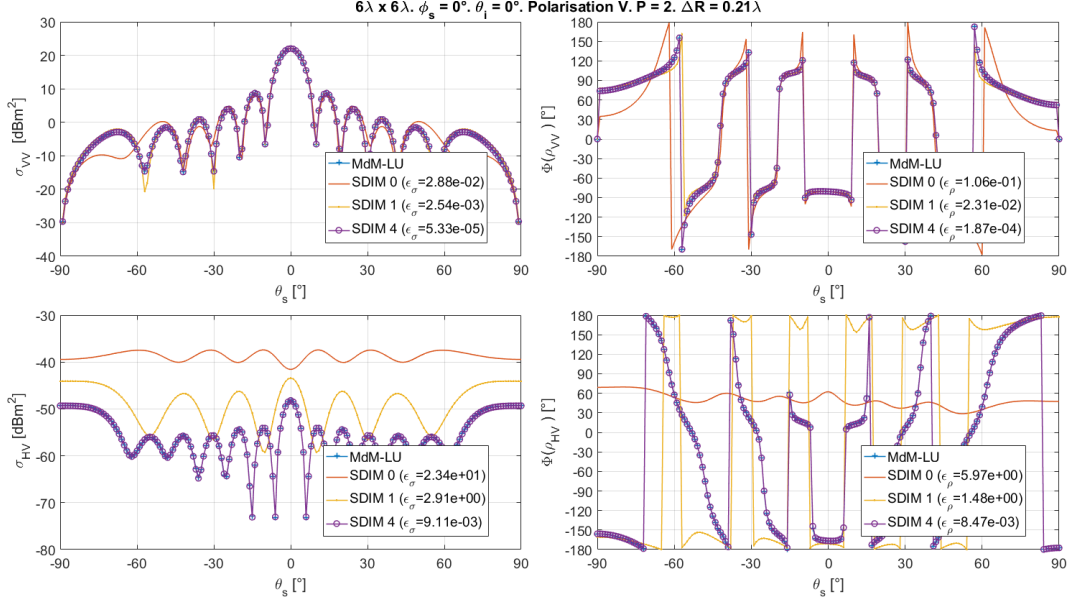 6λ x 6λ. ϕs = 0°. θi = 0°. Polarisation V. P = 2. ΔR = 0.21λ
30
20
10
0
-10
-20
-30
-40
σVV [dBm2]
-90 -60 -30 0 30 60 90
θs [°]
MdM-LU
SDIM 0 (ϵσ=2.88e-02)
SDIM 1 (ϵσ=2.54e-03)
SDIM 4 (ϵσ=5.33e-05)
180
150
120
90
60
30
0
-30
-60
-90
-120
-150
-180
Φ(ρVV) [°]
-90 -60 -30 0 30 60 90
θs [°]
MdM-LU
SDIM 0 (ϵρ=1.06e-01)
SDIM 1 (ϵρ=2.31e-02)
SDIM 4 (ϵρ=1.87e-04)
-30
-40
-50
-60
-70
-80
σHV [dBm2]
-90 -60 -30 0 30 60 90
θs [°]
MdM-LU
SDIM 0 (ϵσ=2.34e+01)
SDIM 1 (ϵσ=2.91e+00)
SDIM 4 (ϵσ=9.11e-03)
180
150
120
90
60
30
0
-30
-60
-90
-120
-150
-180
Φ(ρHV) [°]
-90 -60 -30 0 30 60 90
θs [°]
MdM-LU
SDIM 0 (ϵρ=5.97e+00)
SDIM 1 (ϵρ=1.48e+00)
SDIM 4 (ϵρ=8.47e-03)